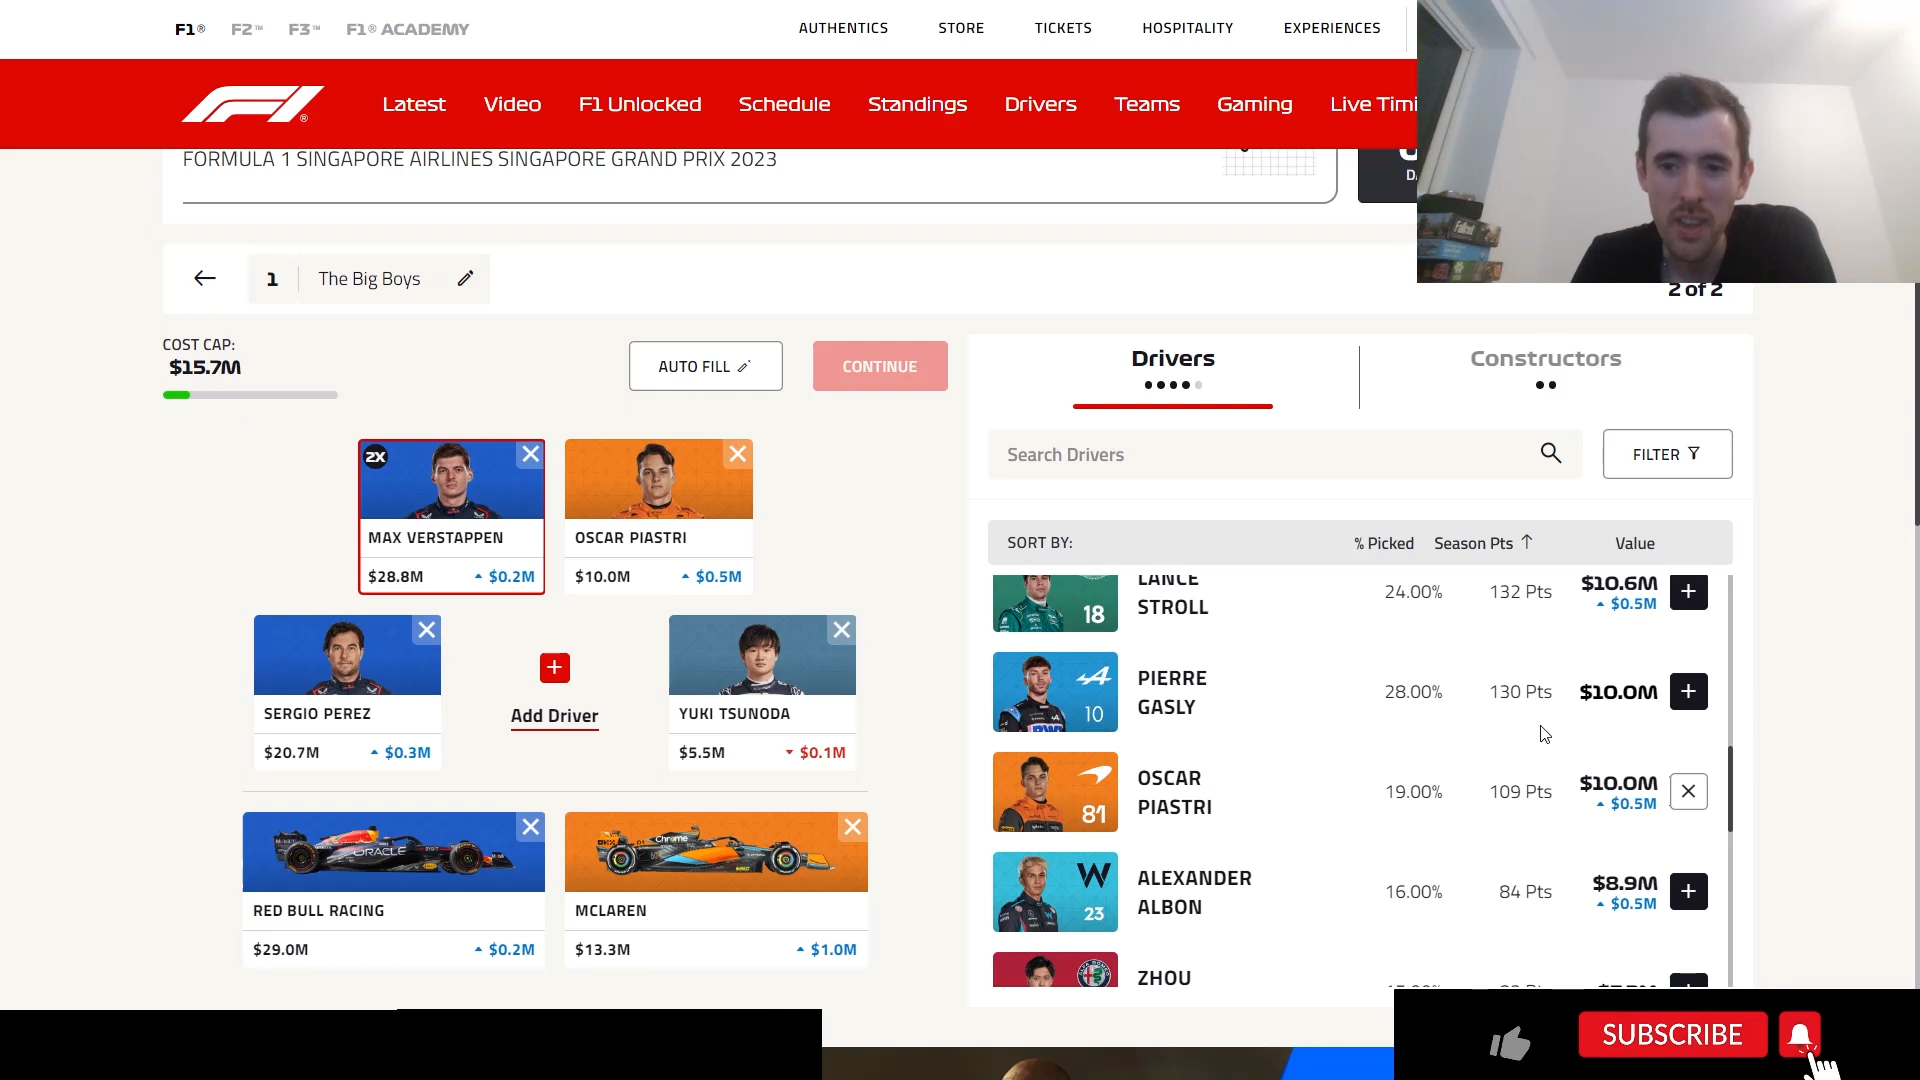 F1® F2™ F3™ F1® ACADEMY
AUTHENTICS STORE TICKETS HOSPITALITY EXPERIENCES
F1® Latest Video F1 Unlocked Schedule Standings Drivers Teams Gaming Live Timi
FORMULA 1 SINGAPORE AIRLINES SINGAPORE GRAND PRIX 2023
1 The Big Boys
2 of 2
COST CAP:
$15.7M
AUTO FILL
CONTINUE
2X
MAX VERSTAPPEN
$28.8M $0.2M
OSCAR PIASTRI
$10.0M $0.5M
SERGIO PEREZ
$20.7M $0.3M
Add Driver
YUKI TSUNODA
$5.5M $0.1M
ORACLE
RED BULL RACING
$29.0M $0.2M
Chrome
MCLAREN
$13.3M $1.0M
Drivers
Constructors
Search Drivers
FILTER
SORT BY: % Picked Season Pts Value
18
LANCE
STROLL
24.00% 132 Pts $10.6M
$0.5M
10
PIERRE
GASLY
28.00% 130 Pts $10.0M
81
OSCAR
PIASTRI
19.00% 109 Pts $10.0M
$0.5M
W
23
ALEXANDER
ALBON
16.00% 84 Pts $8.9M
$0.5M
ZHOU
Fallout
SUBSCRIBE